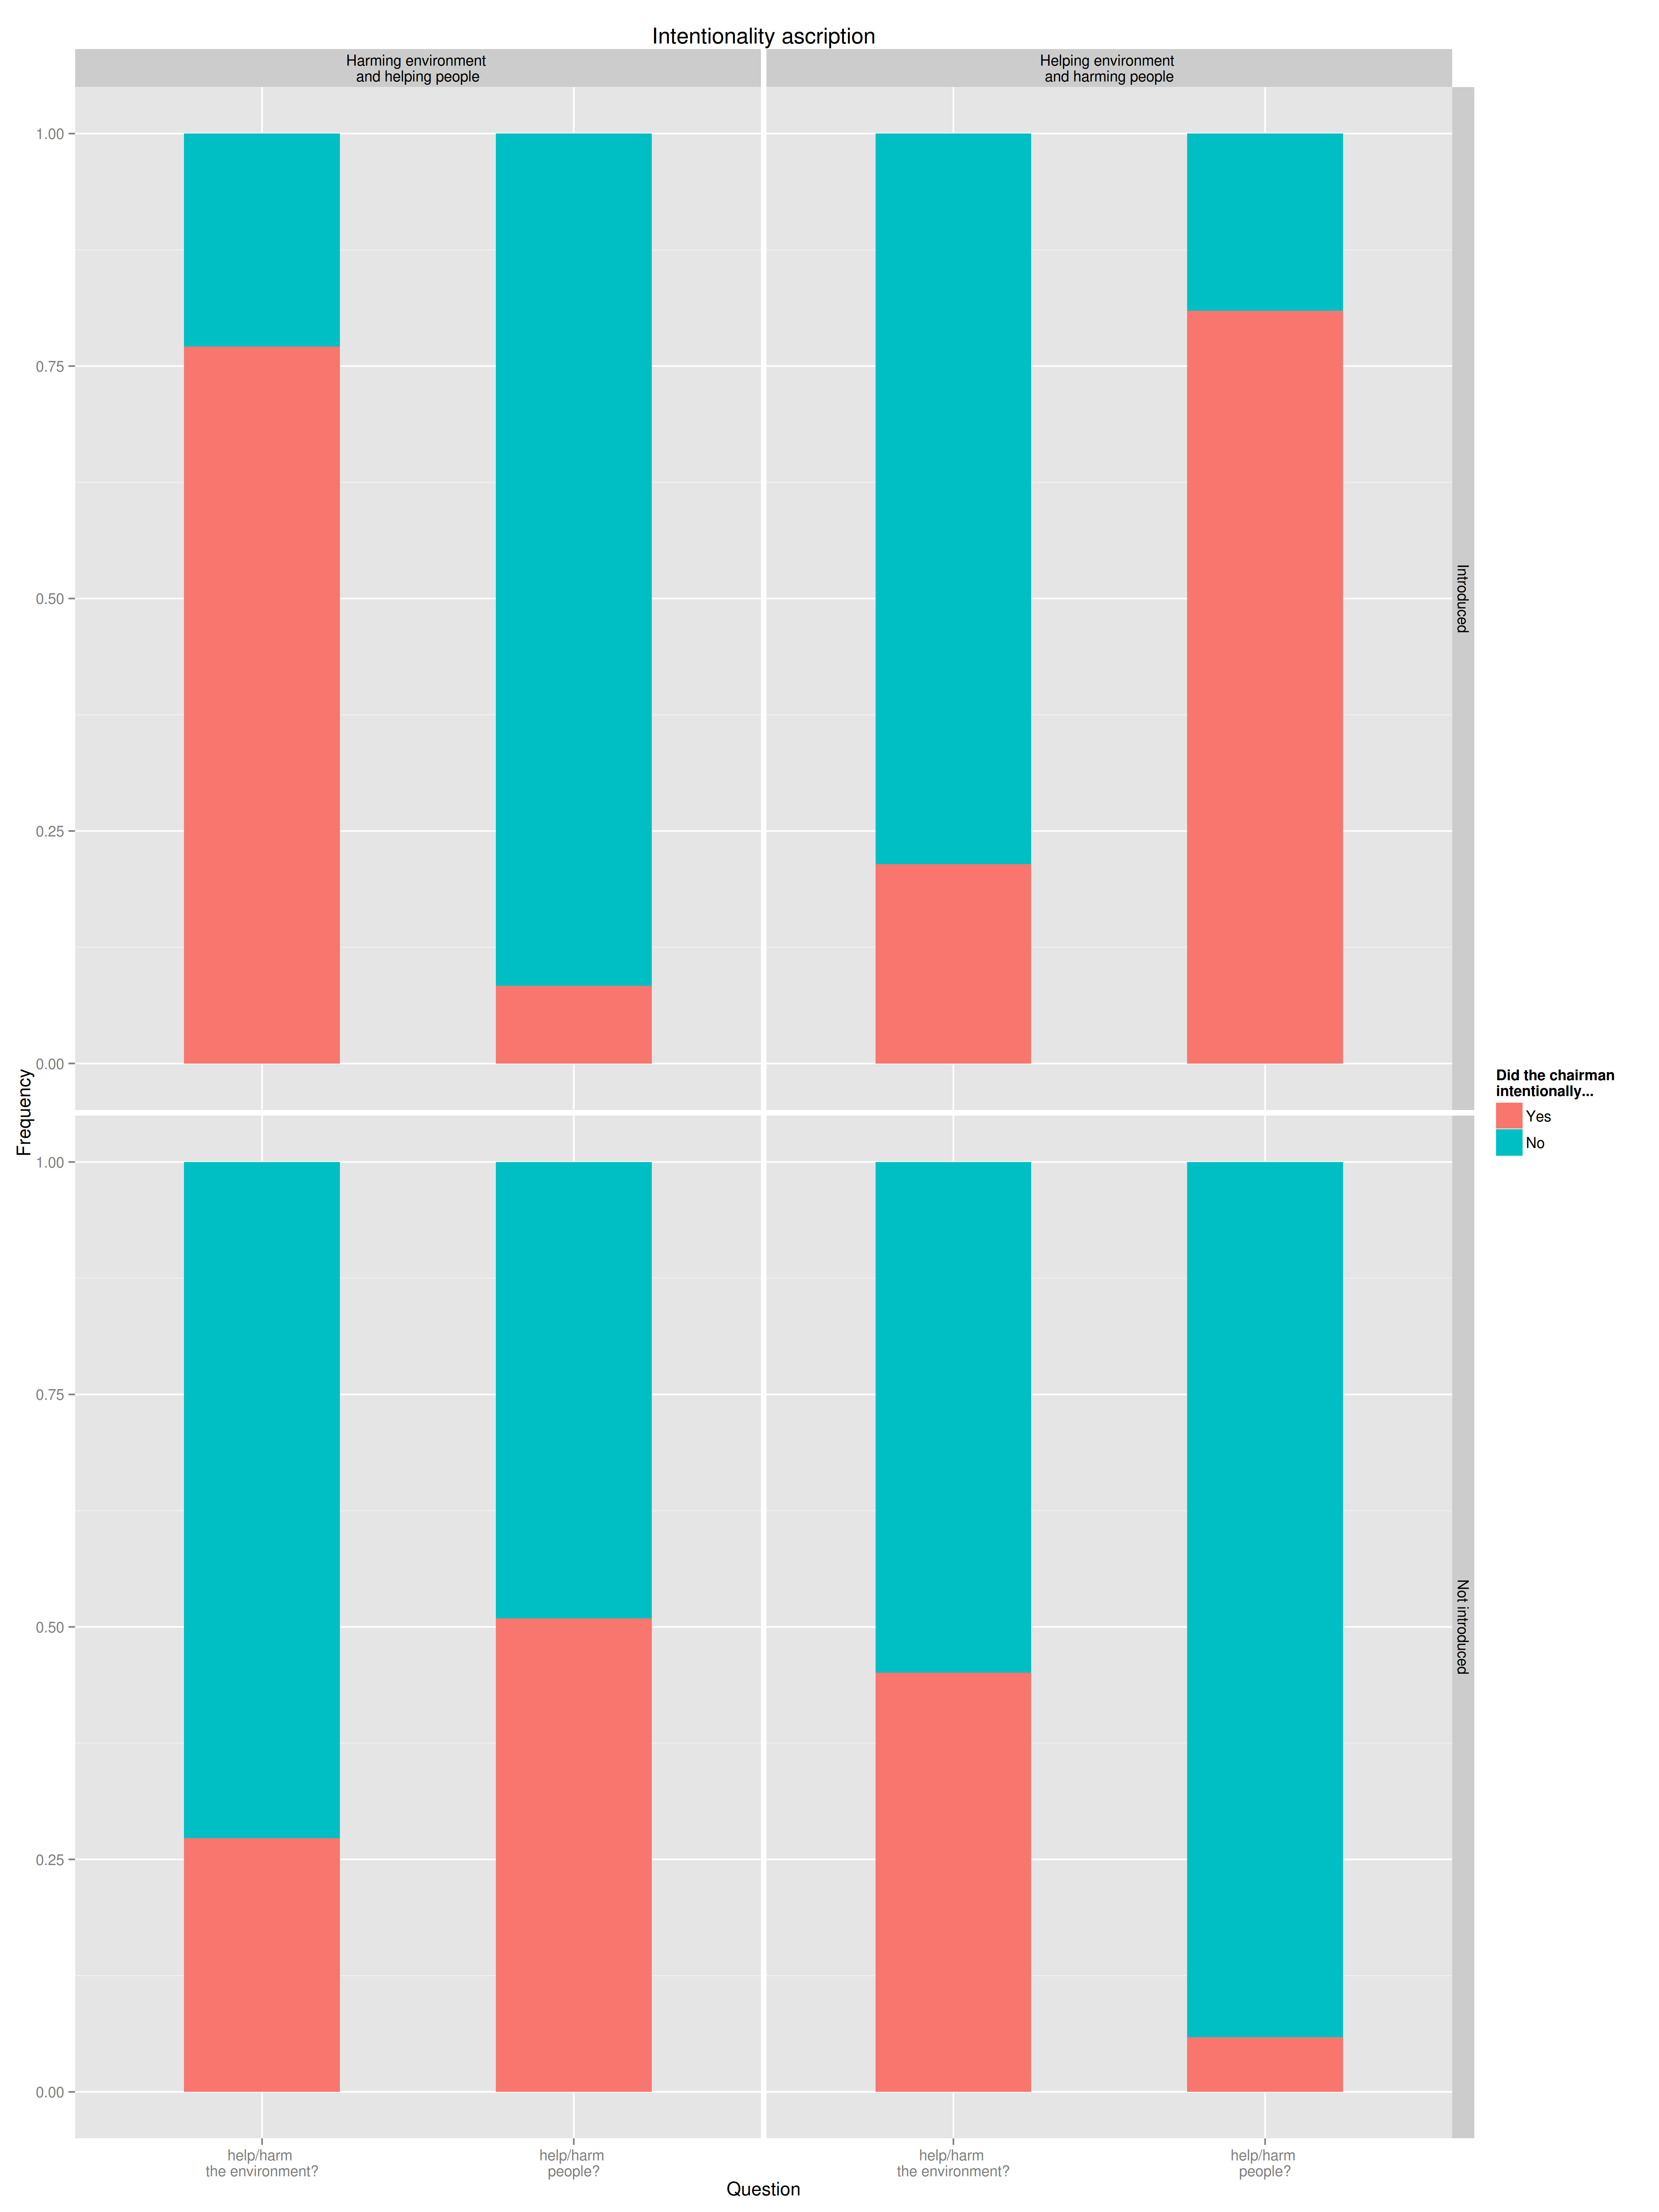 Intentionality ascription
Harming environment
and helping people
Helping environment
and harming people
1.00
0.75
0.50
0.25
0.00
Introduced
Frequency
1.00
0.75
0.50
0.25
0.00
Not introduced
help/harm
the environment?
help/harm
people?
help/harm
the environment?
help/harm
people?
Question
Did the chairman
intentionally...
Yes
No